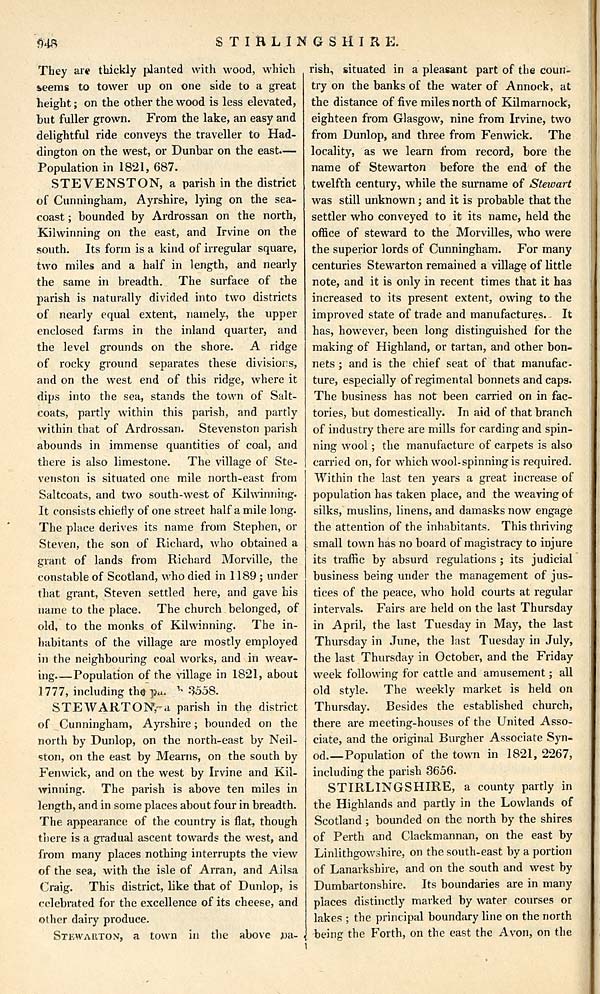 948
STIRLINGSHIRE.
They are thickly planted with wood, which
seems to tower up on one side to a great
height; on the other the wood is less elevated,
but fuller grown. From the lake, an easy and
delightful ride conveys the traveller to Had-
dington on the west, or Dunbar on the east.—
Population in 1821, 687.
STEVENSTON, a parish in the district
of Cunningham, Ayrshire, lying on the sea-
coast; bounded by Ardrossan on the north,
Kilwinning on the east, and Irvine on the
south. Its form is a kind of irregular square,
two miles and a half in length, and nearly
the same in breadth. The surface of the
parish is naturally divided into two districts
of nearly equal extent, namely, the upper
enclosed farms in the inland quarter, and
the level grounds on the shore. A ridge
of rocky ground separates these divisions,
and on the west end of this ridge, where it
dips into the sea, stands the town of Salt-
coats, partly within this parish, and partly
within that of Ardrossan. Stevenston parish
abounds in immense quantities of coal, and
there is also limestone. The village of Ste-
venston is situated one mile north-east from
Saltcoats, and two south-west of Kilwinning.
It consists chiefly of one street half a mile long.
The place derives its name from Stephen, or
Steven, the son of Richard, who obtained a
grant of lands from Richard Morville, the
constable of Scotland, who died in 1189; under
that grant, Steven settled here, and gave his
name to the place. The church belonged, of
old, to the monks of Kilwinning. The in-
habitants of the village are mostly employed
in the neighbouring coal works, and in weav-
ing.—Population of the village in 1821, about
1777, including the 3558.
STEWARTON, a parish in the district
of Cunningham, Ayrshire; bounded on the
north by Dunlop, on the north-east by Neil-
ston, on the east by Mearns, on the south by
Fenwick, and on the west by Irvine and Kil-
winning. The parish is above ten miles in
length, and in some places about four in breadth.
The appearance of the country is flat, though
there is a gradual ascent towards the west, and
from many places nothing interrupts the view
of the sea, with the isle of Arran, and Ailsa
Craig. This district, like that of Dunlop, is
celebrated for the excellence of its cheese, and
other dairy produce.
STEWARTON, a town in the above pa-
rish, situated in a pleasant part of the coun-
try on the banks of the water of Annock, at
the distance of five miles north of Kilmarnock,
eighteen from Glasgow, nine from Irvine, two
from Dunlop, and three from Fenwick. The
locality, as we learn from record, bore the
name of Stewarton before the end of the
twelfth century, while the surname of Stewart
was still unknown; and it is probable that the
settler who conveyed to it its name, held the
office of steward to the Morvilles, who were
the superior lords of Cunningham. For many
centuries Stewarton remained a village of little
note, and it is only in recent times that it has
increased to its present extent, owing to the
improved state of trade and manufactures. It
has, however, been long distinguished for the
making of Highland, or tartan, and other bon-
nets; and is the chief seat of that manufac-
ture, especially of regimental bonnets and caps.
The business has not been carried on in fac-
tories, but domestically. In aid of that branch
of industry there are mills for carding and spin-
ning wool; the manufacture of carpets is also
carried on, for which wool-spinning is required.
Within the last ten years a great increase of
population has taken place, and the weaving of
silks, muslins, linens, and damasks now engage
the attention of the inhabitants. This thriving
small town has no board of magistracy to injure
its traffic by absurd regulations; its judicial
business being under the management of jus-
tices of the peace, who hold courts at regular
intervals. Fairs are held on the last Thursday
in April, the last Tuesday in May, the last
Thursday in June, the last Tuesday in July,
the last Thursday in October, and the Friday
week following for cattle and amusement; all
old style. The weekly market is held on
Thursday. Besides the established church,
there are meeting-houses of the United Asso-
ciate, and the original Burgher Associate Syn-
od.—Population of the town in 1821, 2267,
including the parish 3656.
STIRLINGSHIRE, a county partly in
the Highlands and partly in the Lowlands of
Scotland; bounded on the north by the shires
of Perth and Clackmannan, on the east by
Linlithgowshire, on the south-east by a portion
of Lanarkshire, and on the south and west by
Dumbartonshire. Its boundaries are in many
places distinctly marked by water courses or
lakes; the principal boundary line on the north
being the Forth, on the east the Avon, on the